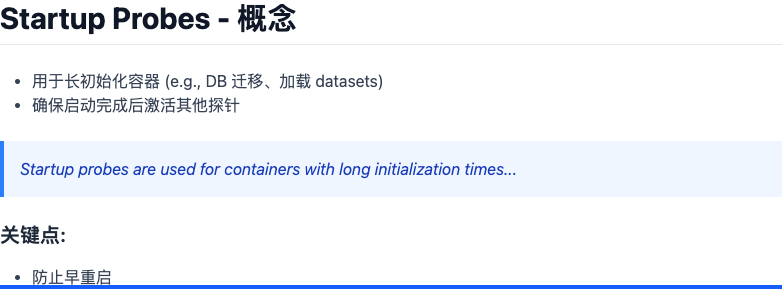 Startup Probes - 概念
用于长初始化容器 (e.g., DB 迁移、加载 datasets)
确保启动完成后激活其他探针
Startup probes are used for containers with long initialization times...
关键点:
防止早重启